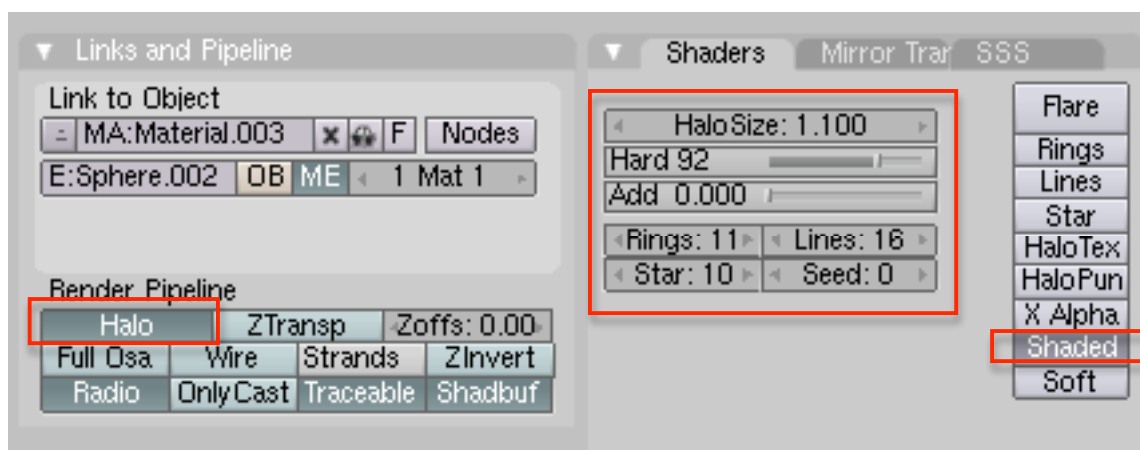 Links and Pipeline
Link to Object
MA:Material.003 F Nodes
E:Sphere.002 OB ME 1 Mat 1
Render Pipeline
Halo ZTransp Zoffs: 0.00
Full Osa Wire Strands ZInvert
Radio OnlyCast Traceable Shadbuf
Shaders Mirror Tran SSS
HaloSize: 1.100
Hard 92
Add 0.000
Rings: 11 Lines: 16
Star: 10 Seed: 0
Flare
Rings
Lines
Star
HaloTex
HaloPun
X Alpha
Shaded
Soft